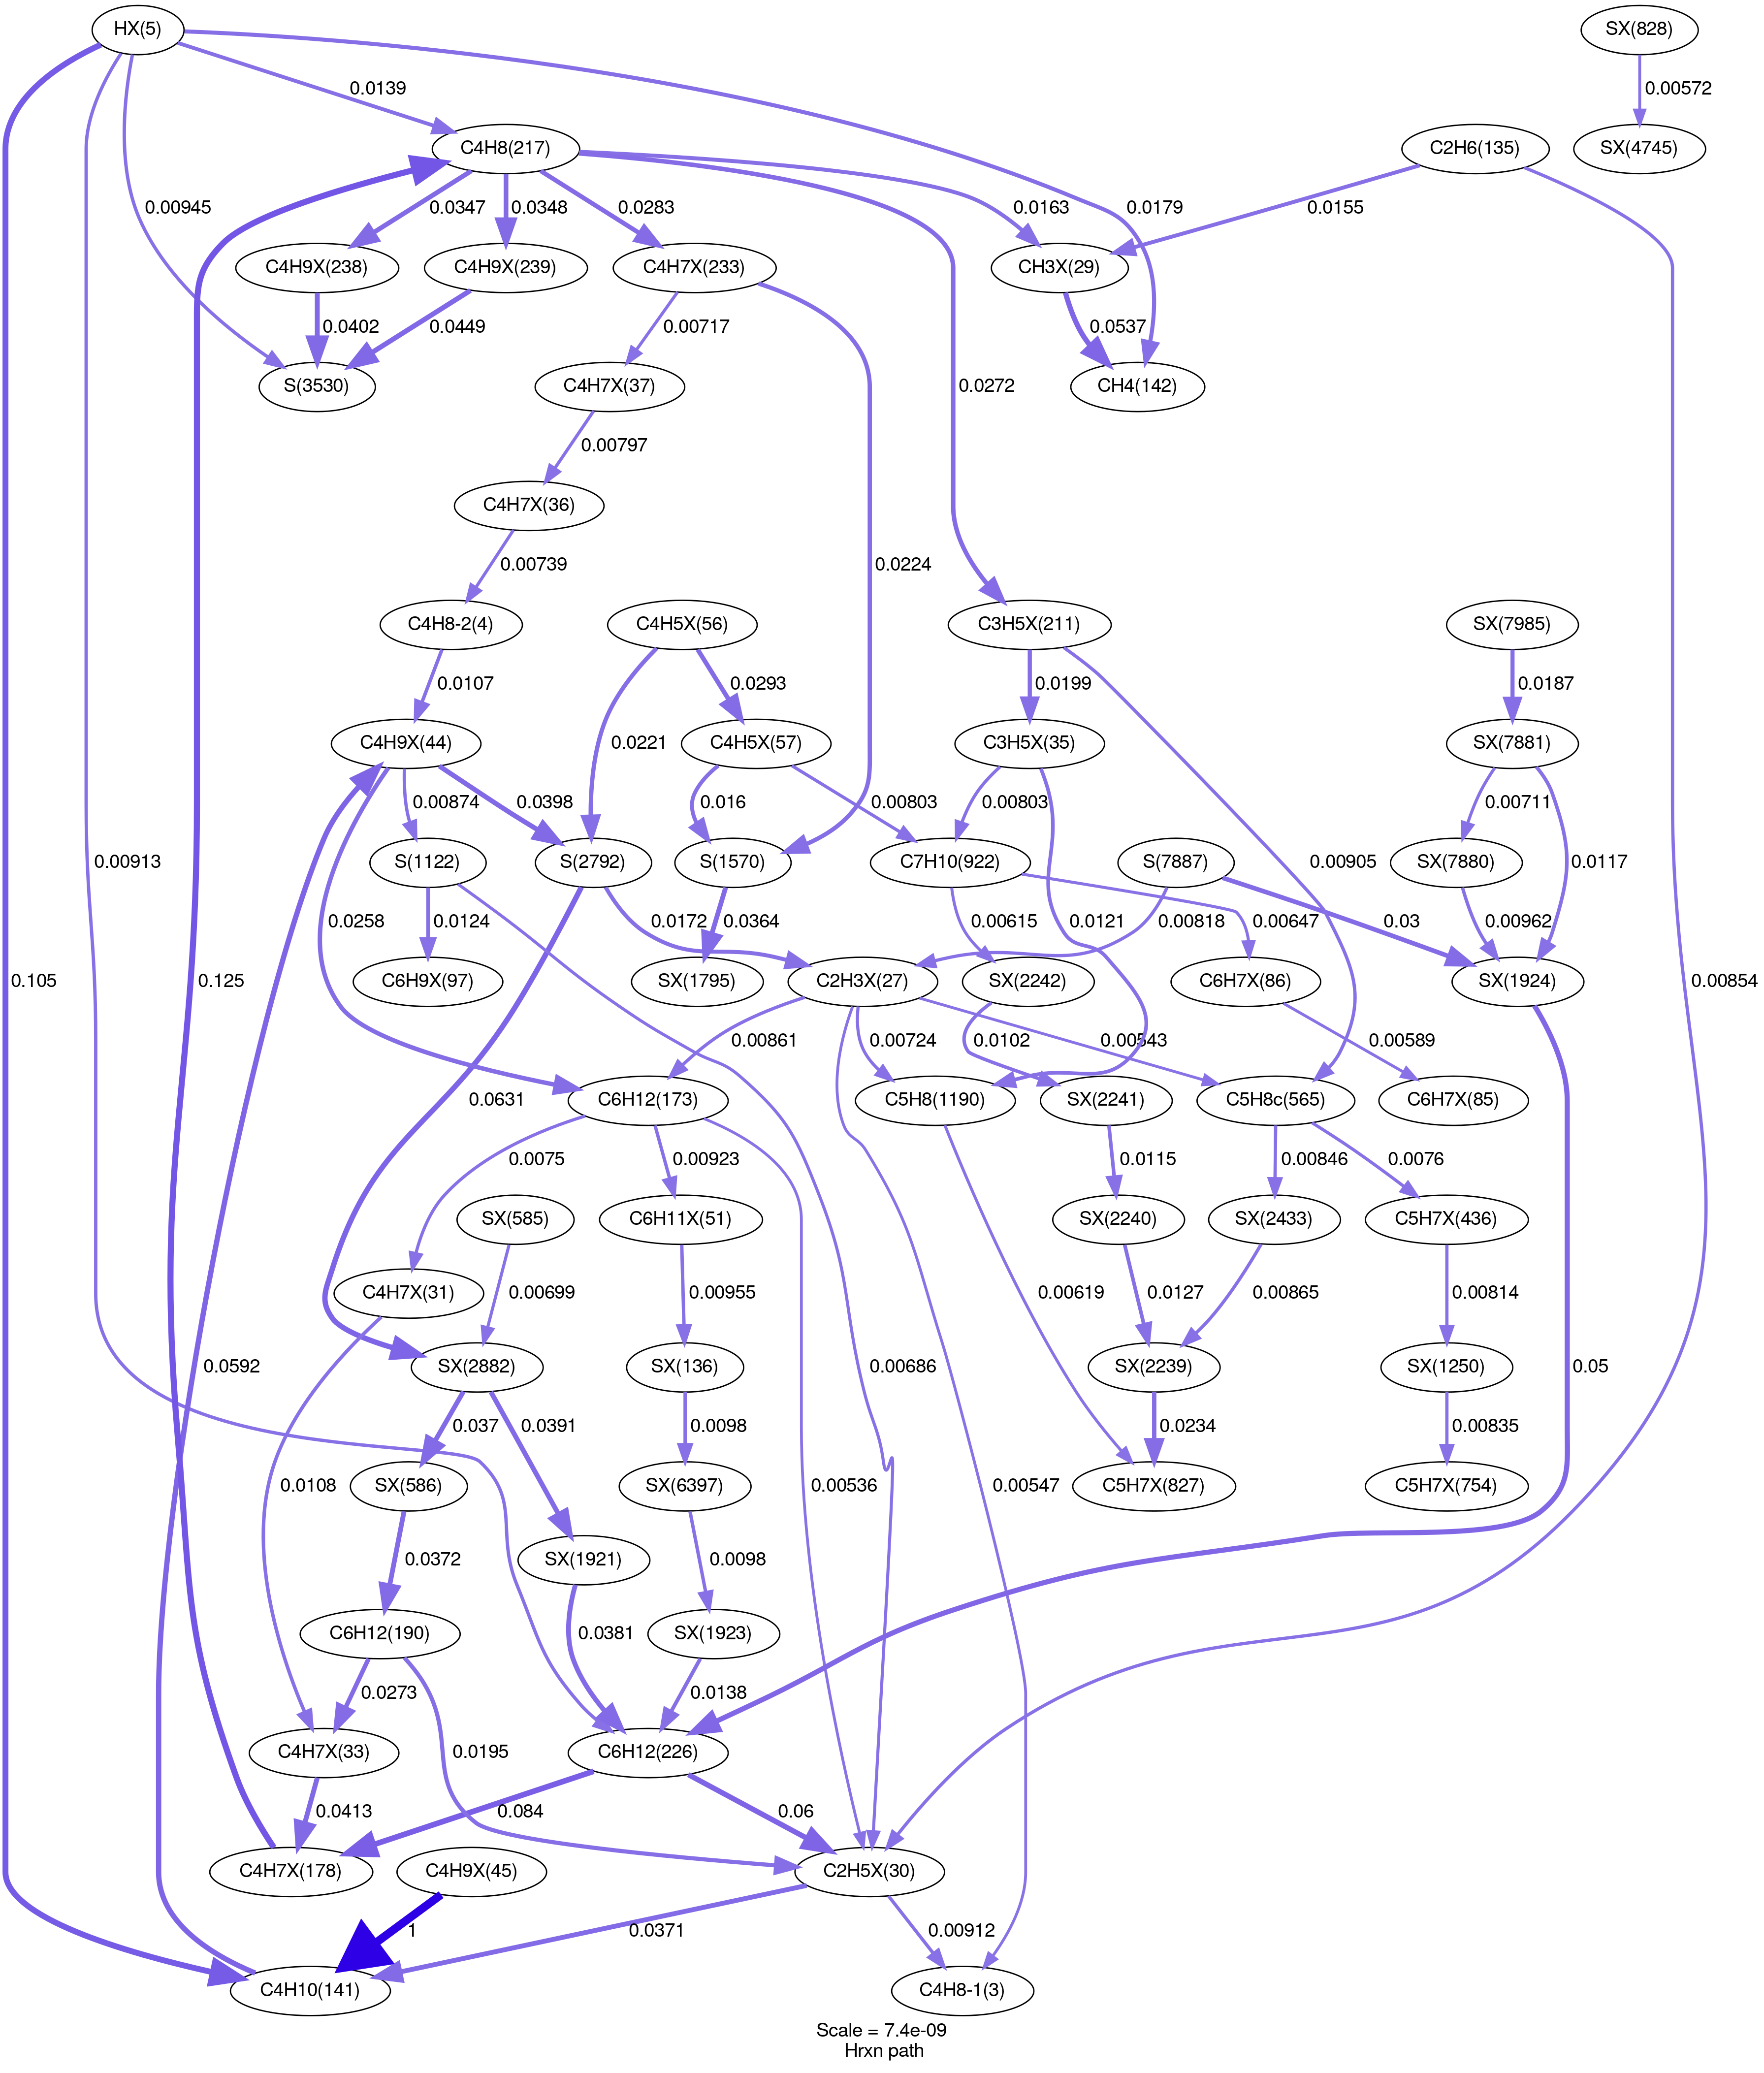 HX(5)
SX(828)
0.0139
0.00572
C4H8(217)
C2H6(135)
SX(4745)
0.00945
0.0347
0.0348
0.0283
0.0163
0.0179
0.0155
C4H9X(238)
C4H9X(239)
C4H7X(233)
CH3X(29)
0.0402
0.0449
0.00717
0.0537
S(3530)
C4H7X(37)
0.0272
CH4(142)
0.00797
C4H7X(36)
0.00739
0.0224
C4H8-2(4)
C4H5X(56)
C3H5X(211)
SX(7985)
0.0107
0.0293
0.0199
0.0187
C4H9X(44)
0.0221
C4H5X(57)
C3H5X(35)
SX(7881)
0.00874
0.0398
0.016
0.00803
0.00803
0.00711
S(1122)
S(2792)
S(1570)
C7H10(922)
S(7887)
0.00905
SX(7880)
0.0117
0.00913
0.0258
0.0124
0.0172
0.0364
0.00615
0.0121
0.00818
0.00647
0.03
0.00962
0.105
0.125
C6H9X(97)
SX(1795)
C2H3X(27)
SX(2242)
C6H7X(86)
SX(1924)
0.00854
0.00861
0.00724
0.0102
0.00543
0.00589
0.0631
C6H12(173)
C5H8(1190)
SX(2241)
C5H8c(565)
C6H7X(85)
0.0075
0.00923
0.0115
0.00846
0.0076
SX(585)
C6H11X(51)
SX(2240)
SX(2433)
C5H7X(436)
C4H7X(31)
0.00699
0.00955
0.00619
0.0127
0.00865
0.00814
0.0592
SX(2882)
SX(136)
0.00686
SX(2239)
SX(1250)
0.05
0.037
0.0391
0.0098
0.0234
0.00835
0.0108
SX(586)
SX(6397)
0.00536
0.00547
C5H7X(827)
C5H7X(754)
0.0372
SX(1921)
0.0098
C6H12(190)
0.0381
SX(1923)
0.0273
0.0138
C4H7X(33)
0.0195
C6H12(226)
0.0413
0.084
0.06
C4H7X(178)
C4H9X(45)
C2H5X(30)
1
0.0371
0.00912
C4H10(141)
C4H8-1(3)
Scale = 7.4e-09
Hrxn path